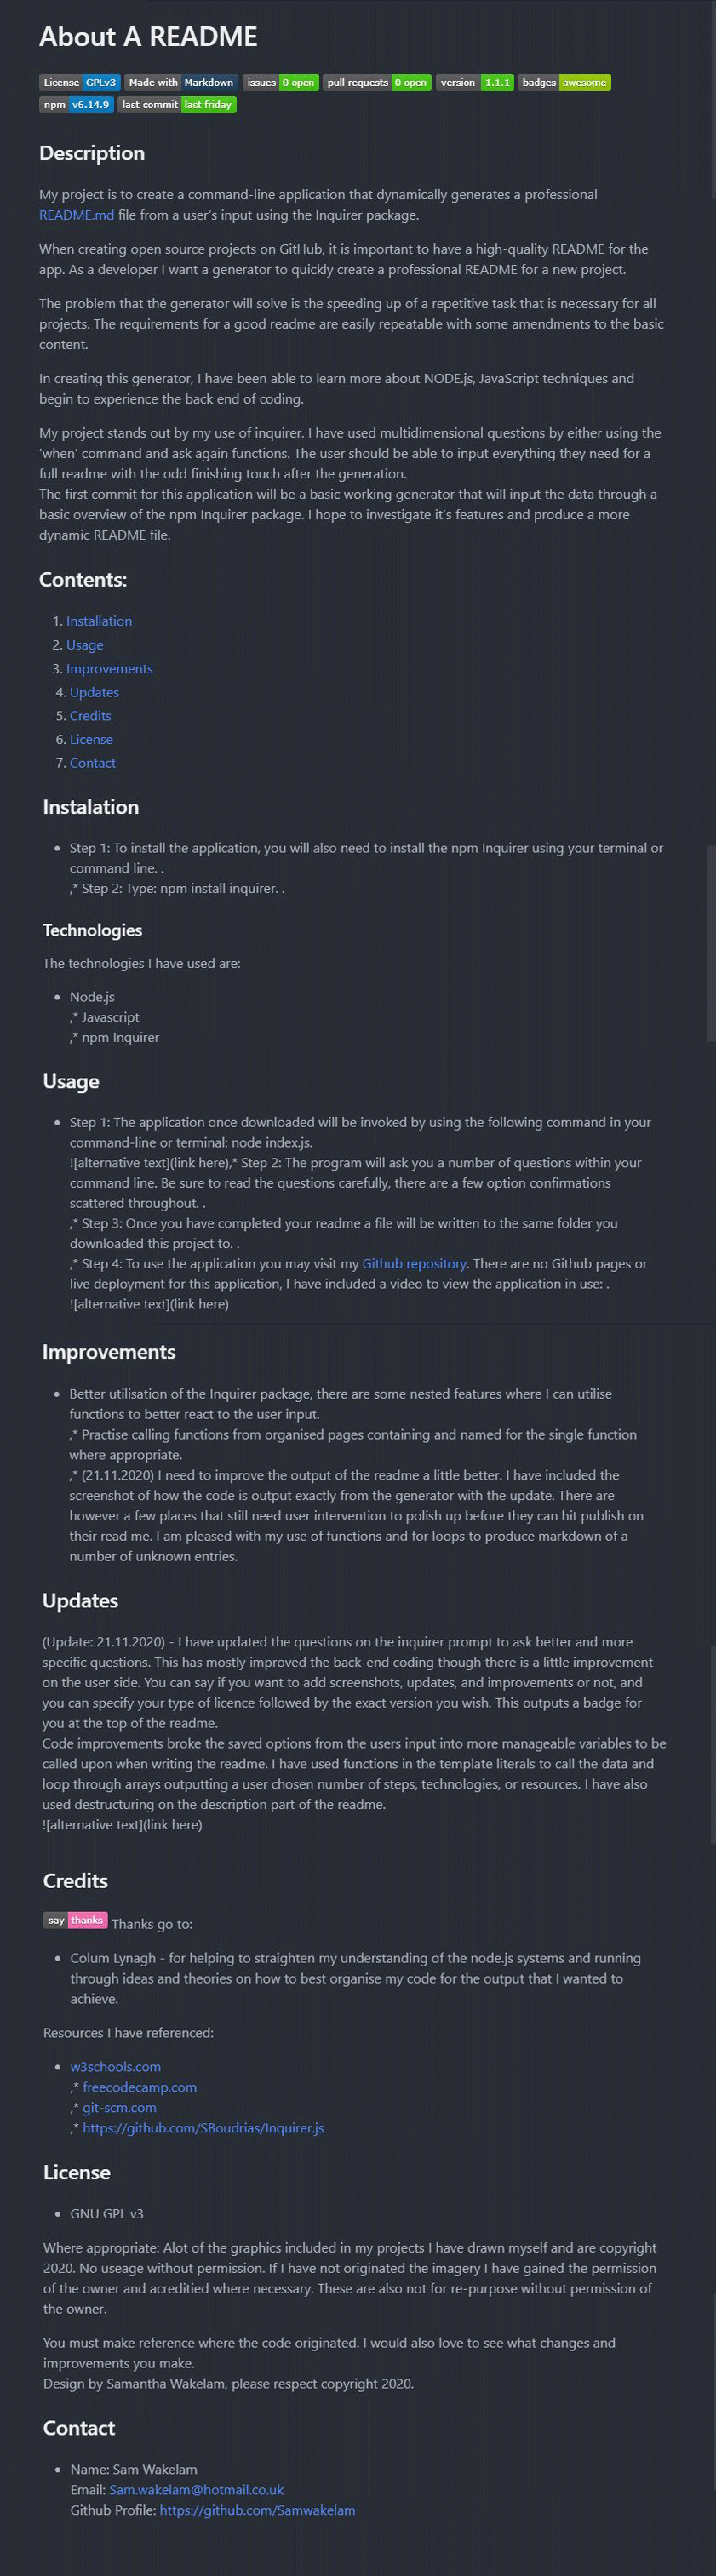 About A README
License GPLv3 Made with Markdown issues 0 open pull requests 0 open version 1.1.1 badges awesome
npm v6.14.9 last commit last friday
Description
My project is to create a command-line application that dynamically generates a professional
README.md file from a user's input using the Inquirer package.
When creating open source projects on GitHub, it is important to have a high-quality README for the
app. As a developer I want a generator to quickly create a professional README for a new project.
The problem that the generator will solve is the speeding up of a repetitive task that is necessary for all
projects. The requirements for a good readme are easily repeatable with some amendments to the basic
content.
In creating this generator, I have been able to learn more about NODE.js, JavaScript techniques and
begin to experience the back end of coding.
My project stands out by my use of inquirer. I have used multidimensional questions by either using the
'when' command and ask again functions. The user should be able to input everything they need for a
full readme with the odd finishing touch after the generation.
The first commit for this application will be a basic working generator that will input the data through a
basic overview of the npm Inquirer package. I hope to investigate it's features and produce a more
dynamic README file.
Contents:
1. Installation
2. Usage
3. Improvements
4. Updates
5. Credits
6. License
7. Contact
Instalation
• Step 1: To install the application, you will also need to install the npm Inquirer using your terminal or
command line. .
,* Step 2: Type: npm install inquirer. .
Technologies
The technologies I have used are:
• Node.js
,* Javascript
,* npm Inquirer
Usage
• Step 1: The application once downloaded will be invoked by using the following command in your
command-line or terminal: node index.js.
![alternative text](link here),* Step 2: The program will ask you a number of questions within your
command line. Be sure to read the questions carefully, there are a few option confirmations
scattered throughout. .
,* Step 3: Once you have completed your readme a file will be written to the same folder you
downloaded this project to. .
,* Step 4: To use the application you may visit my Github repository. There are no Github pages or
live deployment for this application, I have included a video to view the application in use: .
![alternative text](link here)
Improvements
• Better utilisation of the Inquirer package, there are some nested features where I can utilise
functions to better react to the user input.
,* Practise calling functions from organised pages containing and named for the single function
where appropriate.
,* (21.11.2020) I need to improve the output of the readme a little better. I have included the
screenshot of how the code is output exactly from the generator with the update. There are
however a few places that still need user intervention to polish up before they can hit publish on
their read me. I am pleased with my use of functions and for loops to produce markdown of a
number of unknown entries.
Updates
(Update: 21.11.2020) - I have updated the questions on the inquirer prompt to ask better and more
specific questions. This has mostly improved the back-end coding though there is a little improvement
on the user side. You can say if you want to add screenshots, updates, and improvements or not, and
you can specify your type of licence followed by the exact version you wish. This outputs a badge for
you at the top of the readme.
Code improvements broke the saved options from the users input into more manageable variables to be
called upon when writing the readme. I have used functions in the template literals to call the data and
loop through arrays outputting a user chosen number of steps, technologies, or resources. I have also
used destructuring on the description part of the readme.
![alternative text](link here)
Credits
say thanks Thanks go to:
• Colum Lynagh - for helping to straighten my understanding of the node.js systems and running
through ideas and theories on how to best organise my code for the output that I wanted to
achieve.
Resources I have referenced:
• w3schools.com
,* freecodecamp.com
,* git-scm.com
,* https://github.com/SBoudrias/Inquirer.js
License
• GNU GPL v3
Where appropriate: Alot of the graphics included in my projects I have drawn myself and are copyright
2020. No useage without permission. If I have not originated the imagery I have gained the permission
of the owner and acreditied where necessary. These are also not for re-purpose without permission of
the owner.
You must make reference where the code originated. I would also love to see what changes and
improvements you make.
Design by Samantha Wakelam, please respect copyright 2020.
Contact
• Name: Sam Wakelam
Email: Sam.wakelam@hotmail.co.uk
Github Profile: https://github.com/Samwakelam